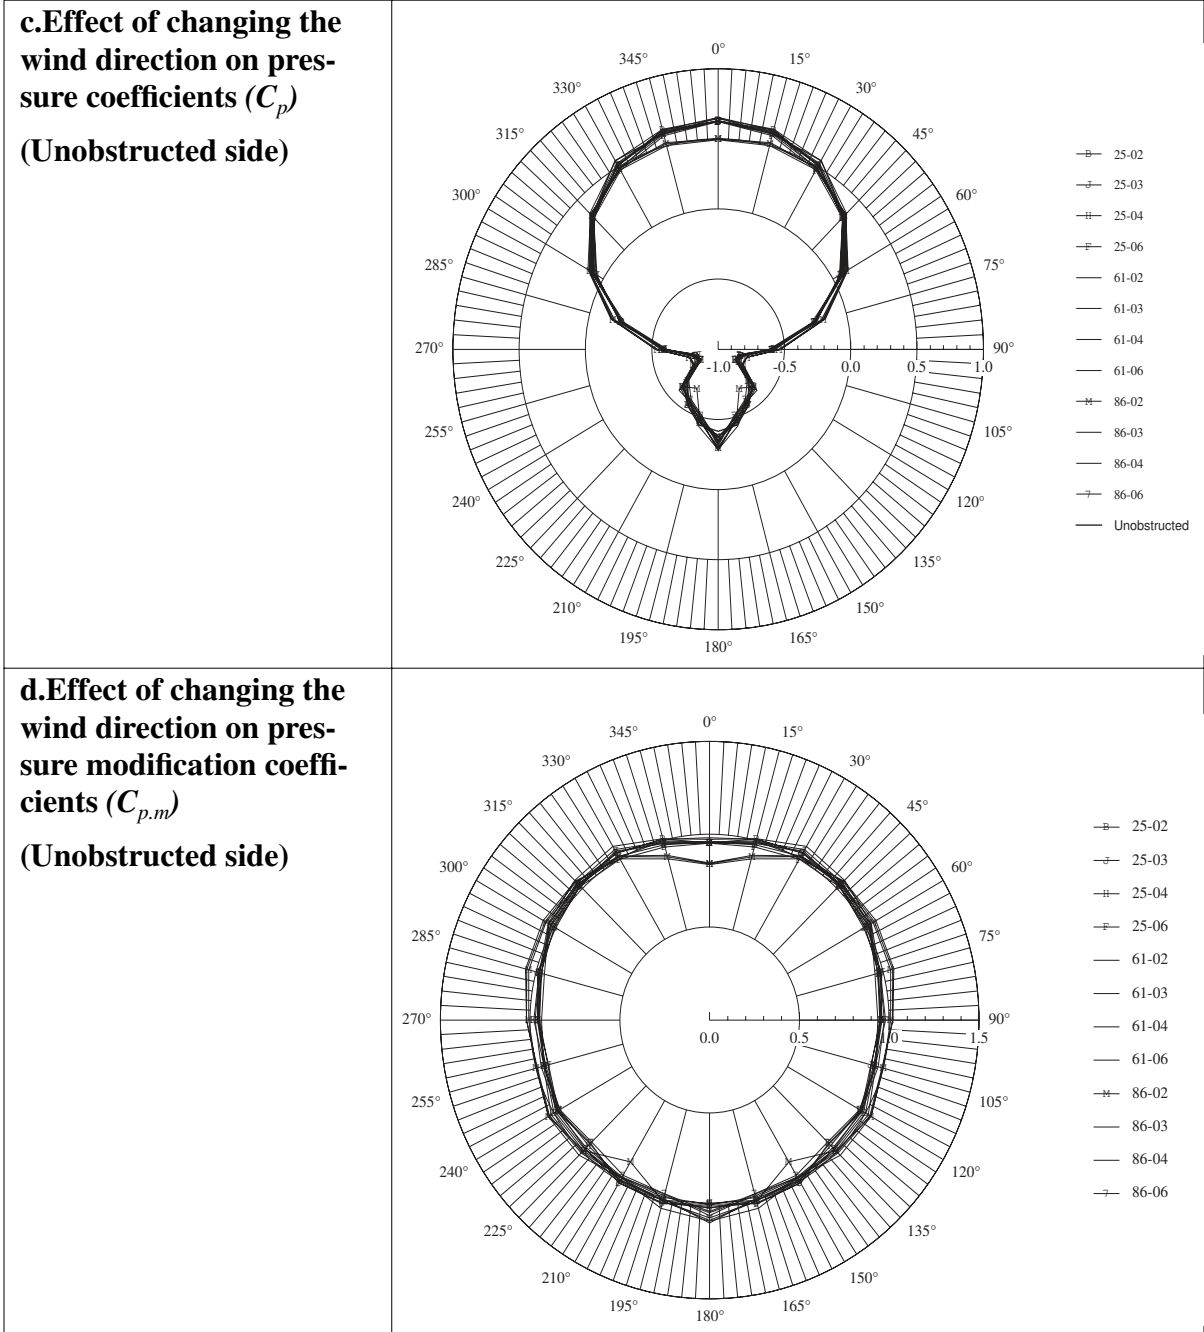 c.Effect of changing the
wind direction on pres-
sure coefficients (Cp)
(Unobstructed side)
0°
15°
30°
45°
60°
75°
90°
105°
120°
135°
150°
165°
180°
195°
210°
225°
240°
255°
270°
285°
300°
315°
330°
345°
-1.0 -0.5 0.0 0.5 1.0
B 25-02
J 25-03
H 25-04
F 25-06
61-02
61-03
61-04
61-06
M 86-02
86-03
86-04
7 86-06
Unobstructed
d.Effect of changing the
wind direction on pres-
sure modification coeffi-
cients (Cp.m)
(Unobstructed side)
0°
15°
30°
45°
60°
75°
90°
105°
120°
135°
150°
165°
180°
195°
210°
225°
240°
255°
270°
285°
300°
315°
330°
345°
0.0 0.5 1.0 1.5
B 25-02
J 25-03
H 25-04
F 25-06
61-02
61-03
61-04
61-06
M 86-02
86-03
86-04
7 86-06